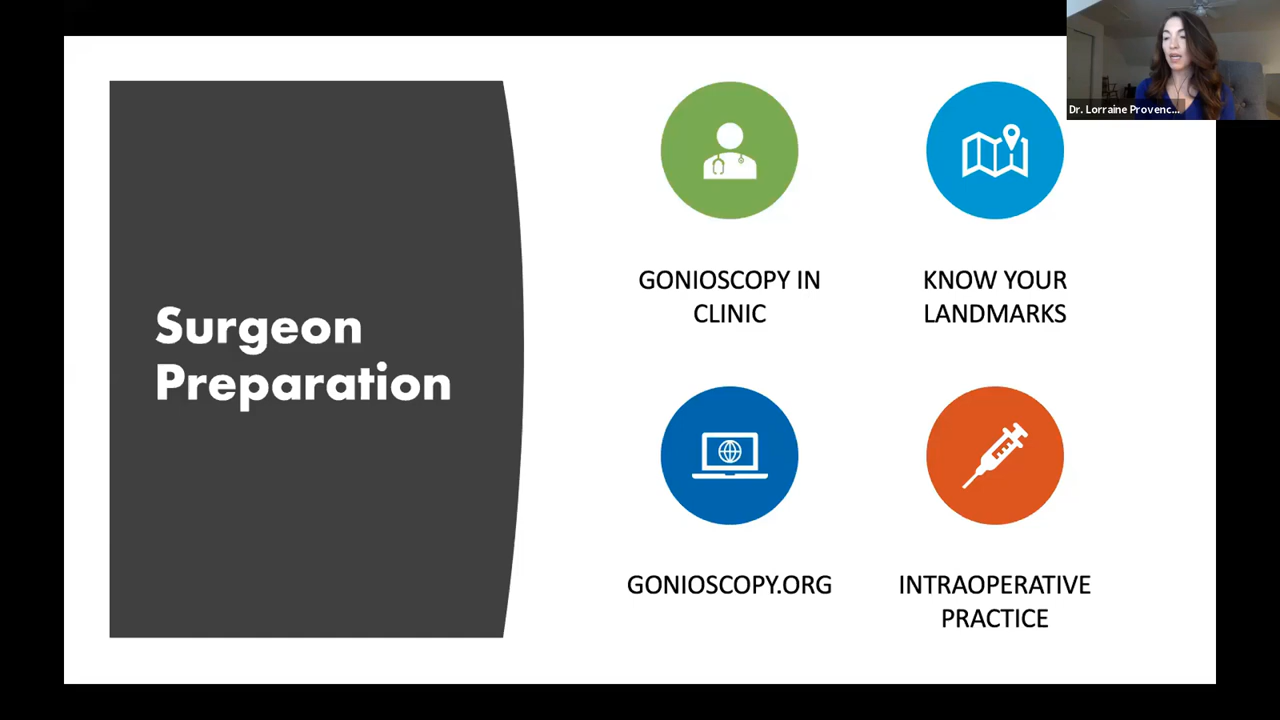 Dr. Lorraine Provenc...
Surgeon
Preparation
GONIOSCOPY IN
CLINIC
KNOW YOUR
LANDMARKS
GONIOSCOPY.ORG
INTRAOPERATIVE
PRACTICE